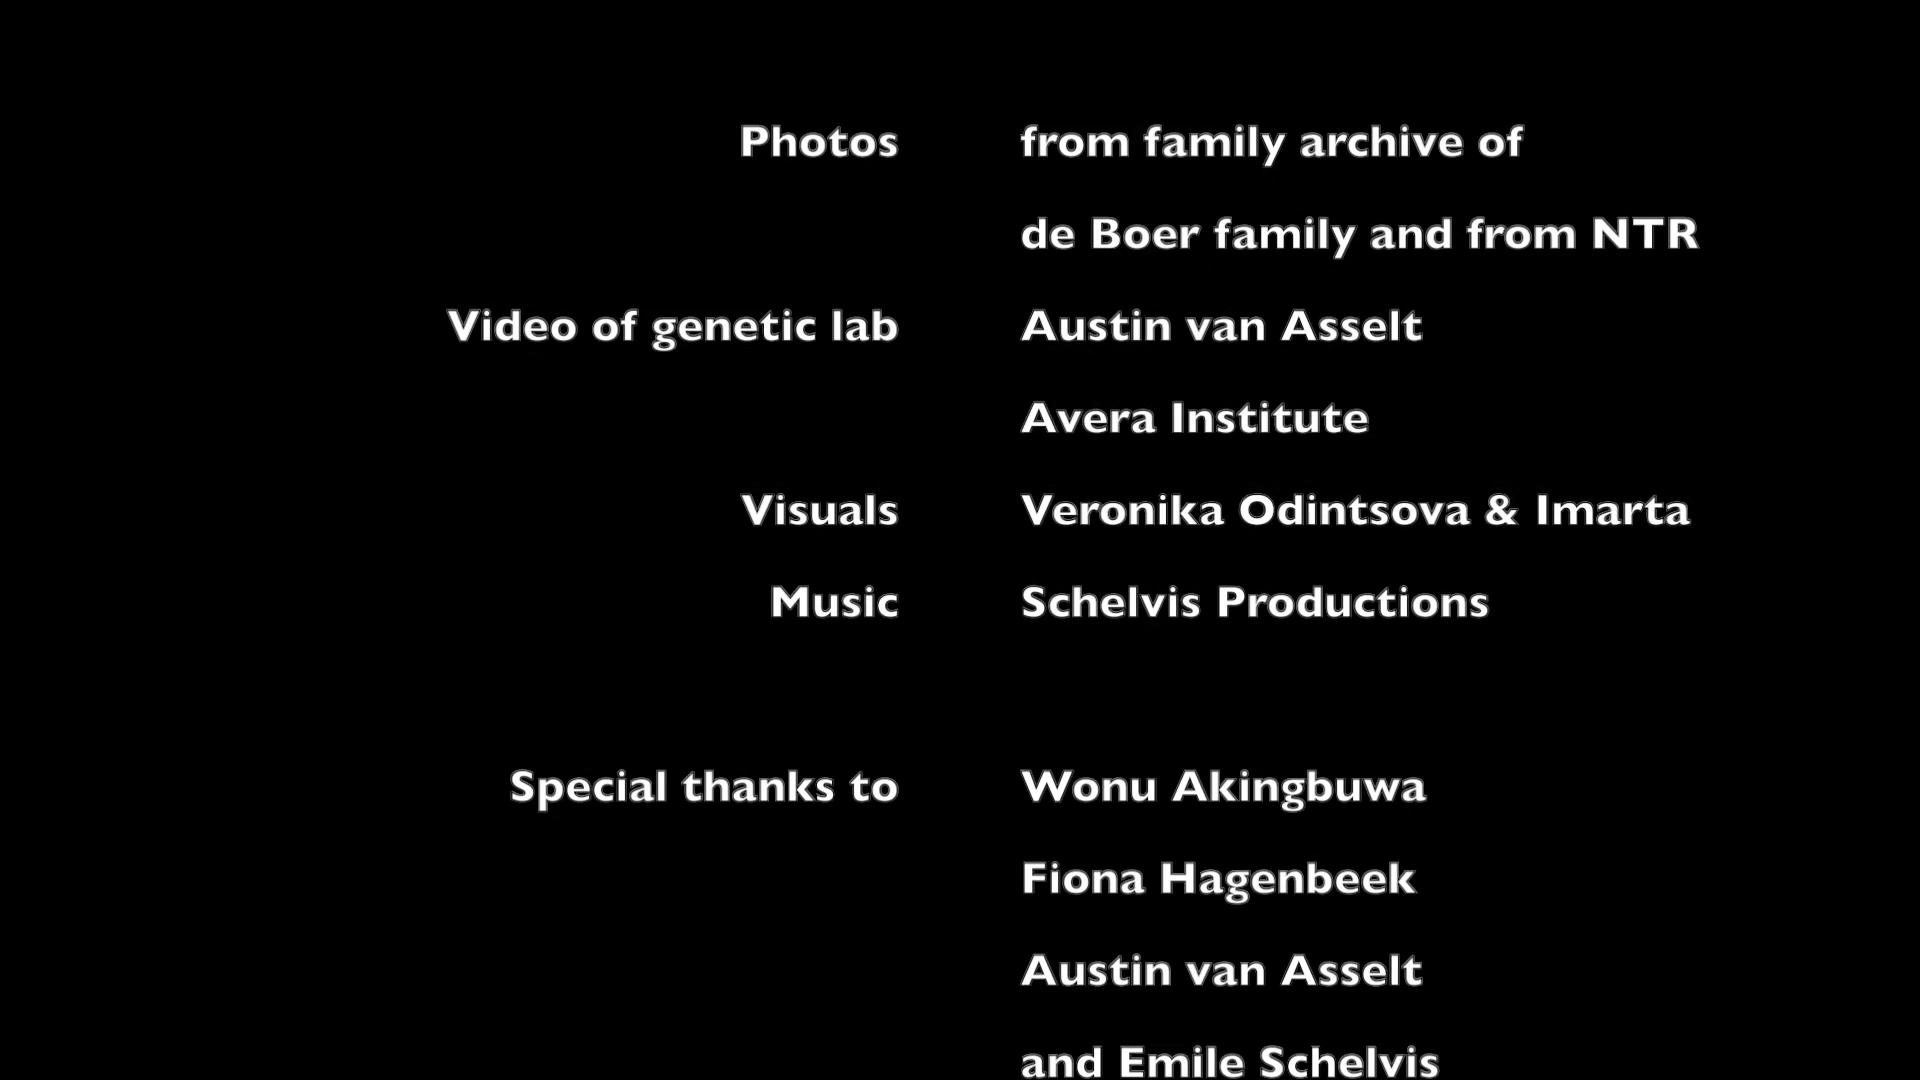 Photos from family archive of
de Boer family and from NTR
Video of genetic lab Austin van Asselt
Avera Institute
Visuals Veronika Odintsova & Imarta
Music Schelvis Productions
Special thanks to Wonu Akingbuwa
Fiona Hagenbeek
Austin van Asselt
and Emile Schelvis